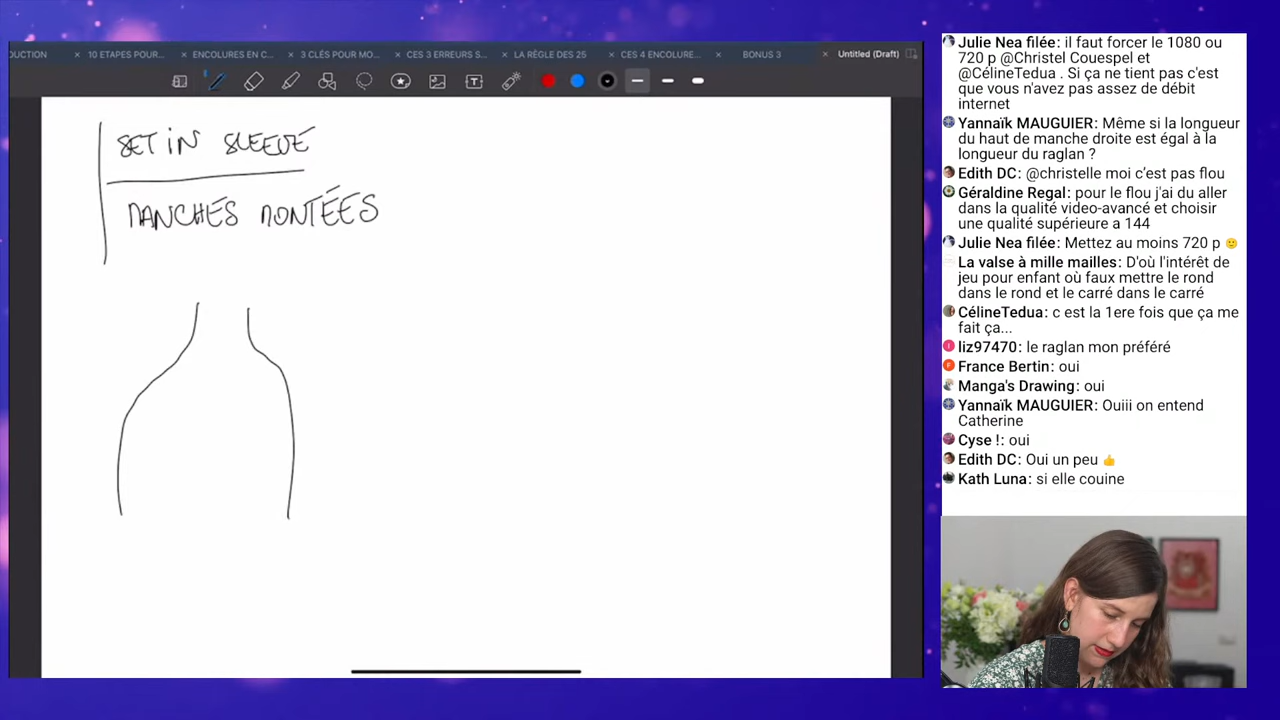 DUCTION
10 ETAPES POUR...
ENCOLURES EN C...
3 CLÉS POUR MO...
CES 3 ERREURS S...
LA RÈGLE DES 25
CES 4 ENCOLURE...
BONUS 3
Untitled (Draft)
SET IN SLEEVE
MANCHES MONTÉES
Julie Nea filée: il faut forcer le 1080 ou
720 p @Christel Couespel et
@CélineTedua . Si ça ne tient pas c'est
que vous n'avez pas assez de débit
internet
Yannaïk MAUGUIER: Même si la longueur
du haut de manche droite est égal à la
longueur du raglan ?
Edith DC: @christelle moi c’est pas flou
Géraldine Regal: pour le flou j'ai du aller
dans la qualité video-avancé et choisir
une qualité supérieure a 144
Julie Nea filée: Mettez au moins 720 p 🙂
La valse à mille mailles: D'où l'intérêt de
jeu pour enfant où faux mettre le rond
dans le rond et le carré dans le carré
CélineTedua: c est la 1ere fois que ça me
fait ça...
liz97470: le raglan mon préféré
France Bertin: oui
Manga's Drawing: oui
Yannaïk MAUGUIER: Ouiii on entend
Catherine
Cyse !: oui
Edith DC: Oui un peu 👍
Kath Luna: si elle couine